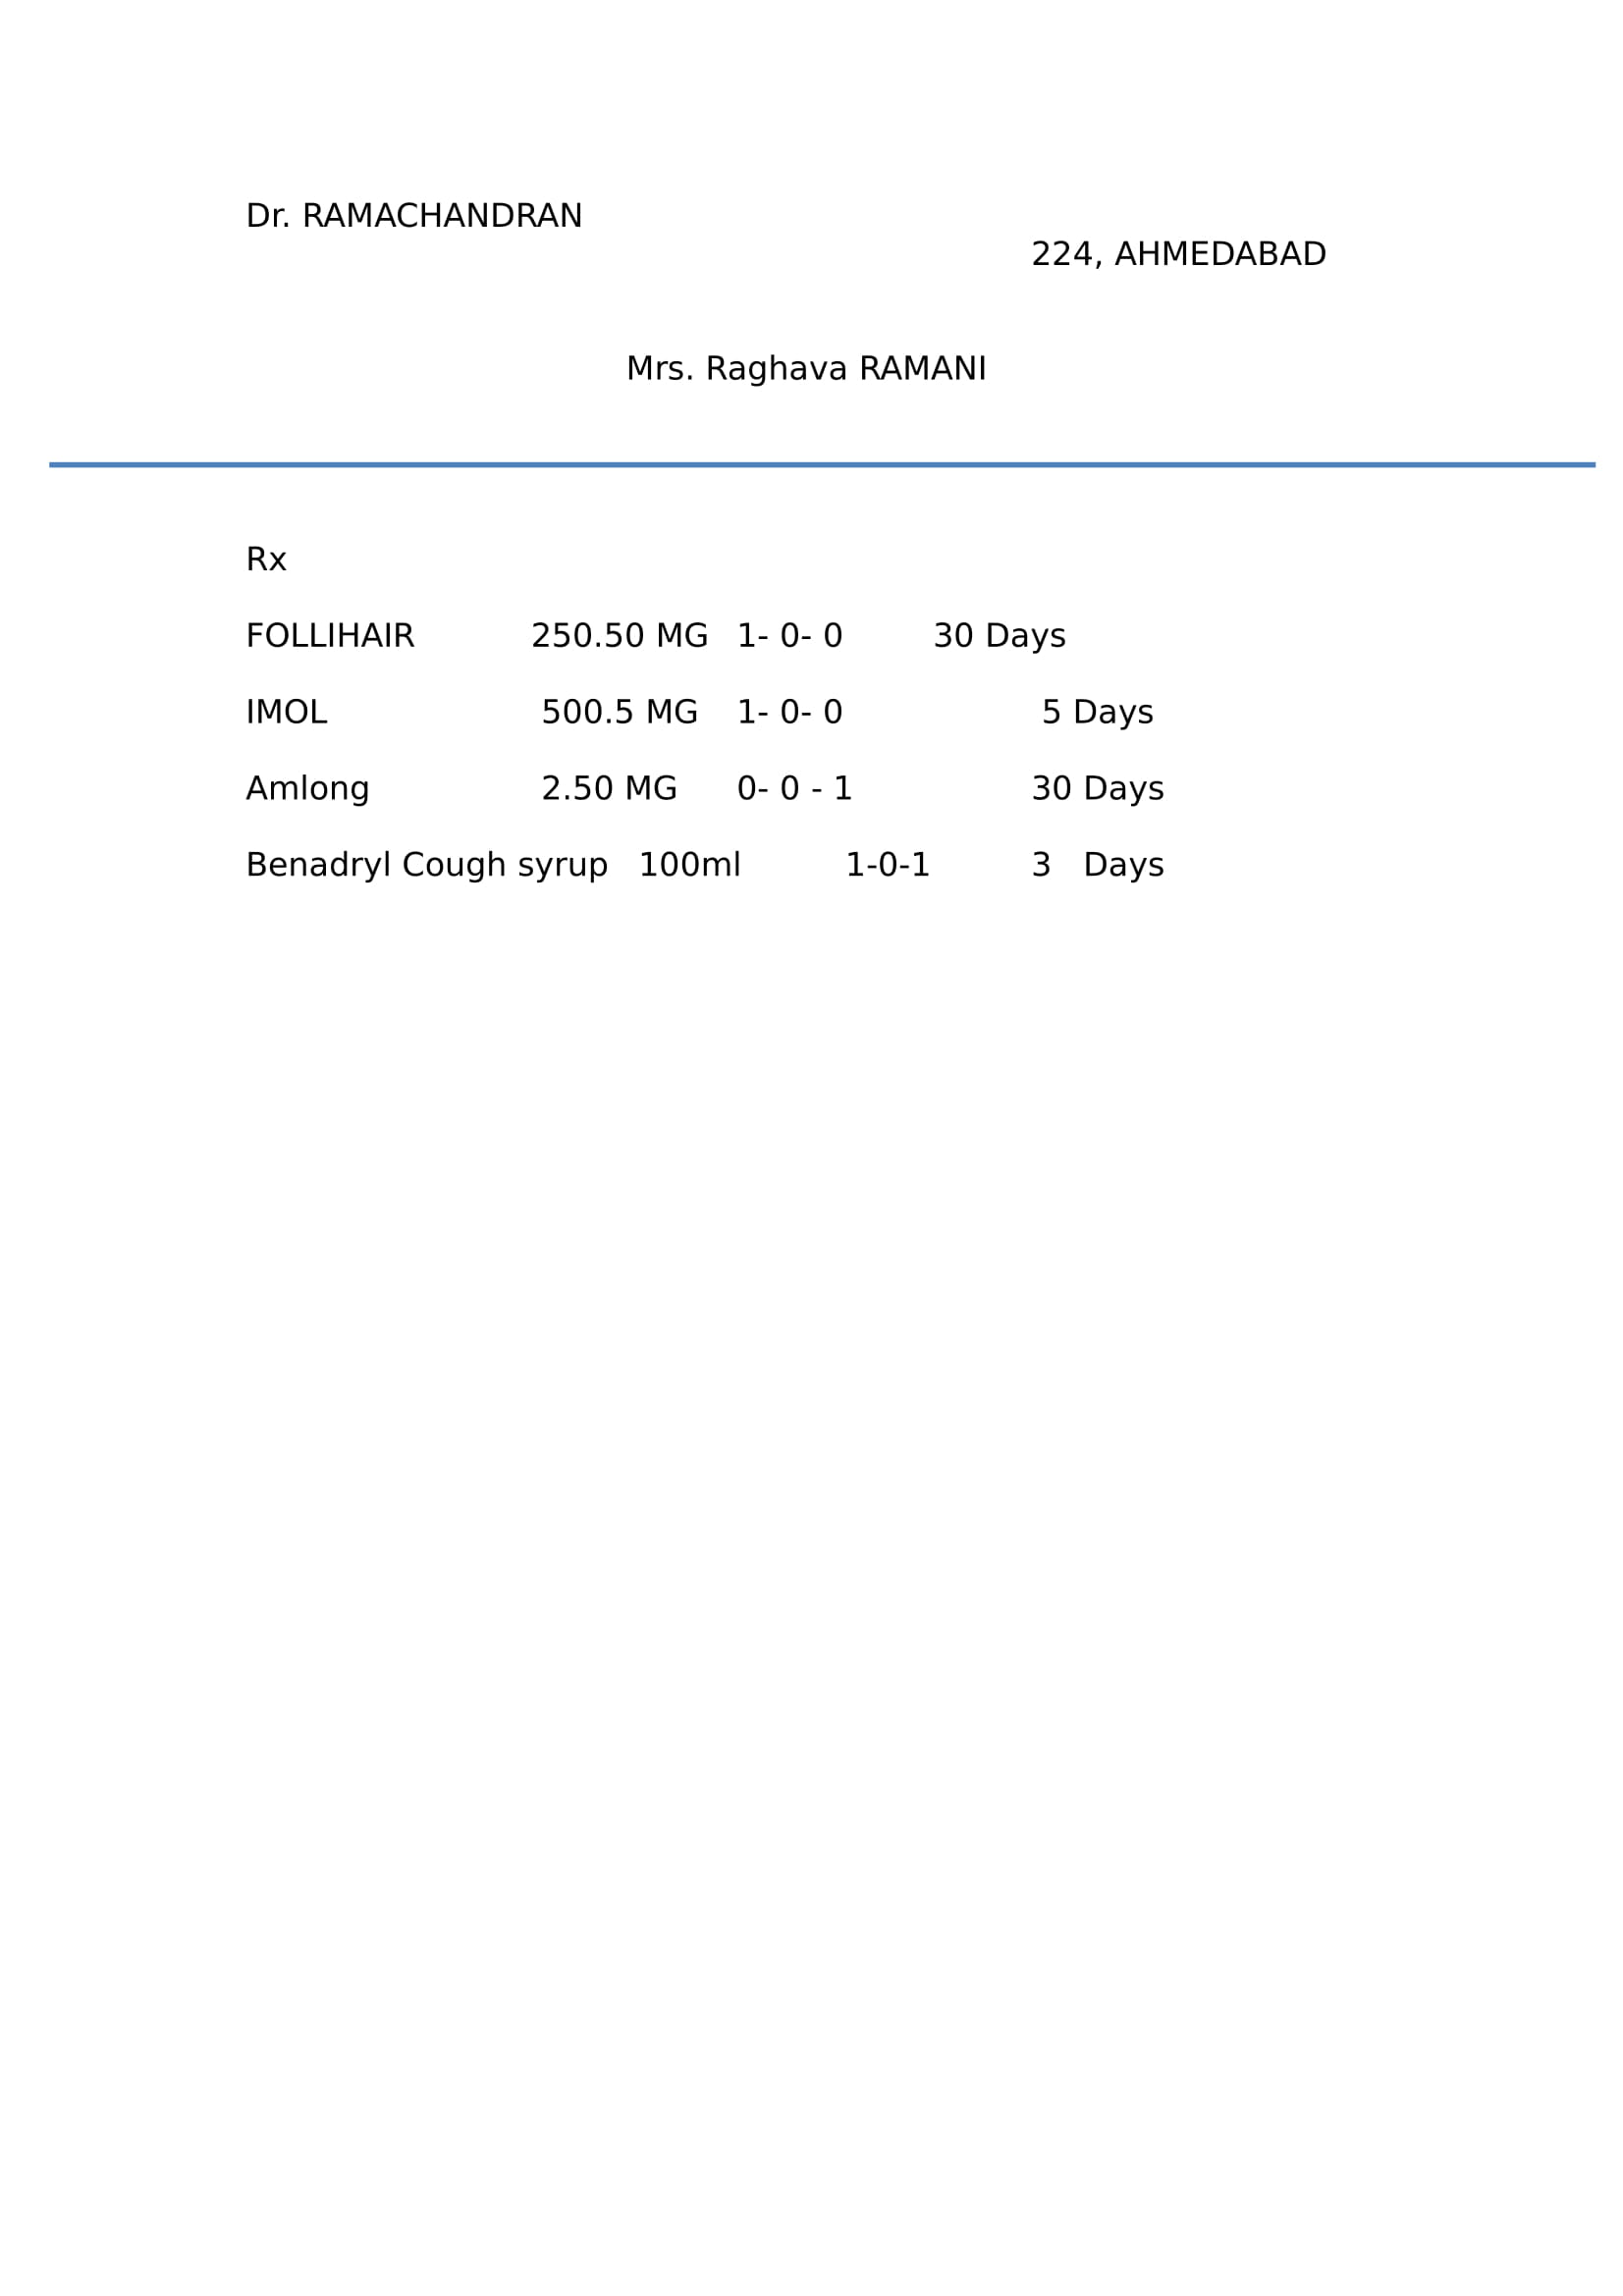 Dr. RAMACHANDRAN
224, AHMEDABAD
Mrs. Raghava RAMANI
Rx
FOLLIHAIR 250.50 MG 1- 0- 0 30 Days
IMOL 500.5 MG 1- 0- 0 5 Days
Amlong 2.50 MG 0- 0 - 1 30 Days
Benadryl Cough syrup 100ml 1-0-1 3 Days